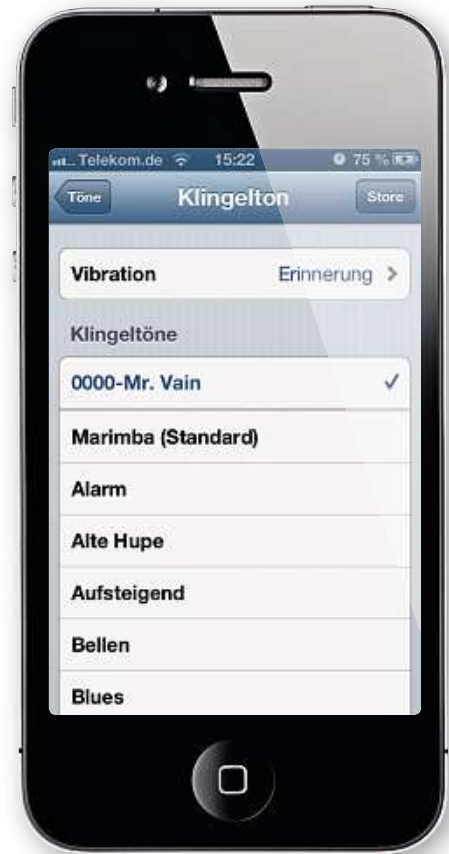 Telekom.de 15:22 75 %
Töne Klingelton Store
Vibration Erinnerung
Klingeltöne
0000-Mr. Vain
Marimba (Standard)
Alarm
Alte Hupe
Aufsteigend
Bellen
Blues